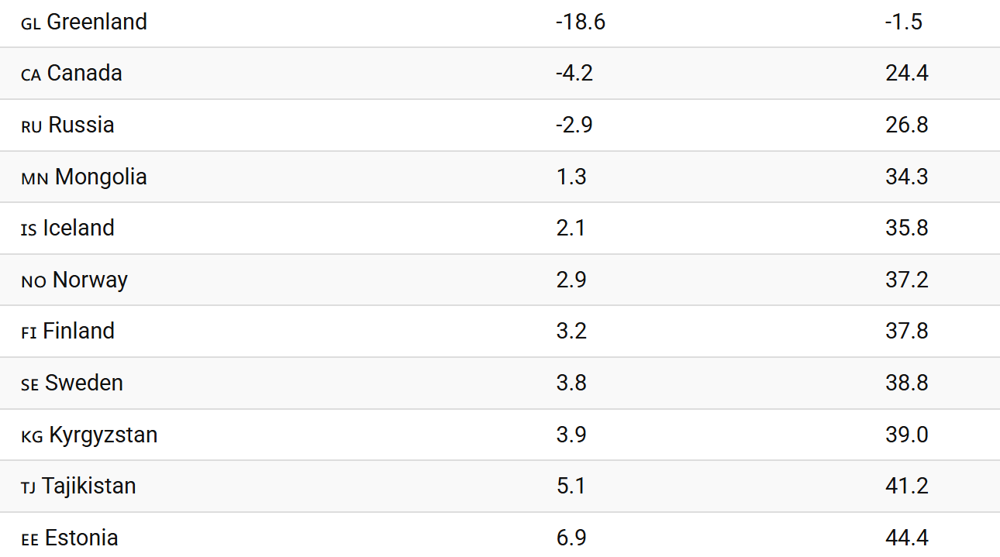 GL Greenland -18.6 -1.5
CA Canada -4.2 24.4
RU Russia -2.9 26.8
MN Mongolia 1.3 34.3
IS Iceland 2.1 35.8
NO Norway 2.9 37.2
FI Finland 3.2 37.8
SE Sweden 3.8 38.8
KG Kyrgyzstan 3.9 39.0
TJ Tajikistan 5.1 41.2
EE Estonia 6.9 44.4